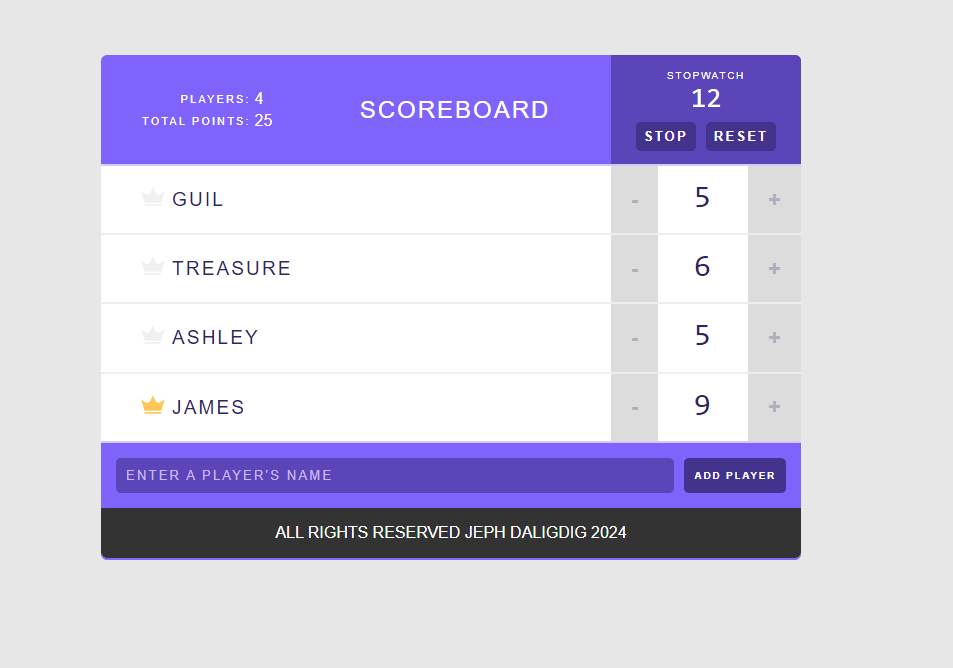 PLAYERS: 4
TOTAL POINTS: 25
SCOREBOARD
STOPWATCH
12
STOP RESET
GUIL - 5 +
TREASURE - 6 +
ASHLEY - 5 +
JAMES - 9 +
ENTER A PLAYER'S NAME ADD PLAYER
ALL RIGHTS RESERVED JEPH DALIGDIG 2024